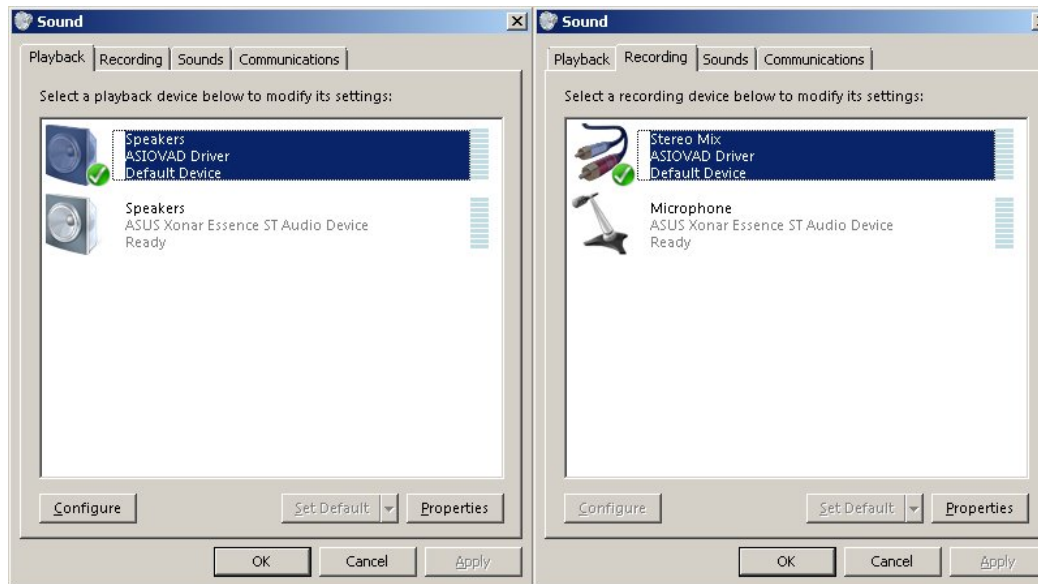 Sound
Playback Recording Sounds Communications
Select a playback device below to modify its settings:
Speakers
ASIOVAD Driver
Default Device
Speakers
ASUS Xonar Essence ST Audio Device
Ready
Configure Set Default Properties
OK Cancel Apply
Sound
Playback Recording Sounds Communications
Select a recording device below to modify its settings:
Stereo Mix
ASIOVAD Driver
Default Device
Microphone
ASUS Xonar Essence ST Audio Device
Ready
Configure Set Default Properties
OK Cancel Apply